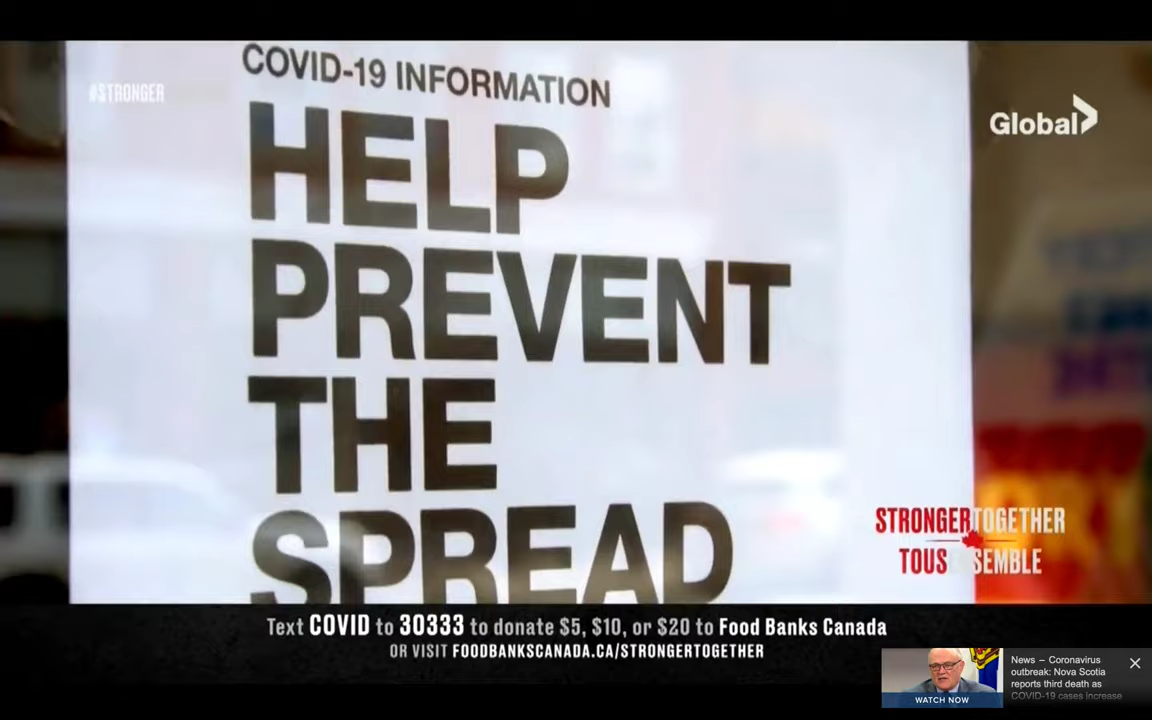 COVID-19 INFORMATION
#STRONGER
Global
HELP
PREVENT
THE
SPREAD
STRONGERTOGETHER
TOUSENSEMBLE
Text COVID to 30333 to donate $5, $10, or $20 to Food Banks Canada
OR VISIT FOODBANKSCANADA.CA/STRONGERTOGETHER
News – Coronavirus
outbreak: Nova Scotia
reports third death as
COVID-19 cases increase
WATCH NOW